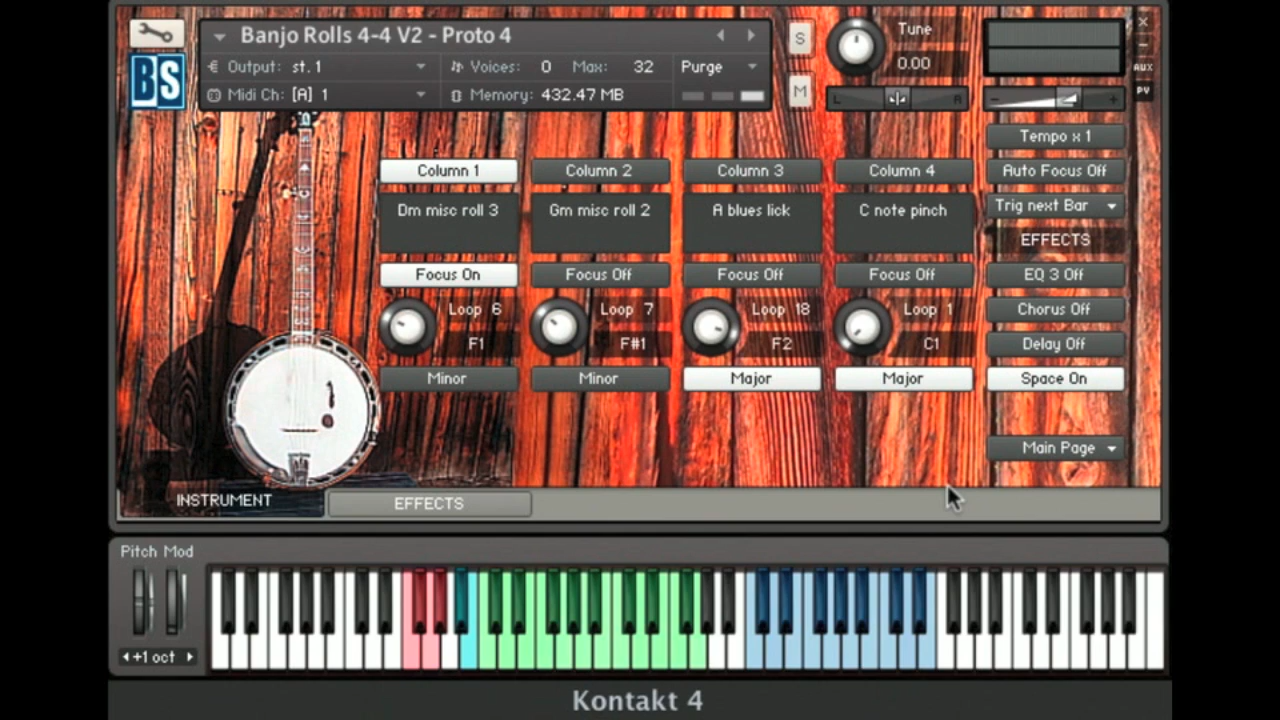 Banjo Rolls 4-4 V2 - Proto 4
S
Tune
0.00
Output: st. 1
Voices: 0 Max: 32
Purge
AUX
BS
Midi Ch: [A] 1
Memory: 432.47 MB
M
L
R
PV
Tempo x 1
Column 1
Column 2
Column 3
Column 4
Auto Focus Off
Dm misc roll 3
Gm misc roll 2
A blues lick
C note pinch
Trig next Bar
EFFECTS
Focus On
Focus Off
Focus Off
Focus Off
EQ 3 Off
Loop 6
Loop 7
Loop 18
Loop 1
Chorus Off
F1
F#1
F2
C1
Delay Off
Minor
Minor
Major
Major
Space On
Main Page
INSTRUMENT
EFFECTS
Pitch Mod
+1 oct
Kontakt 4